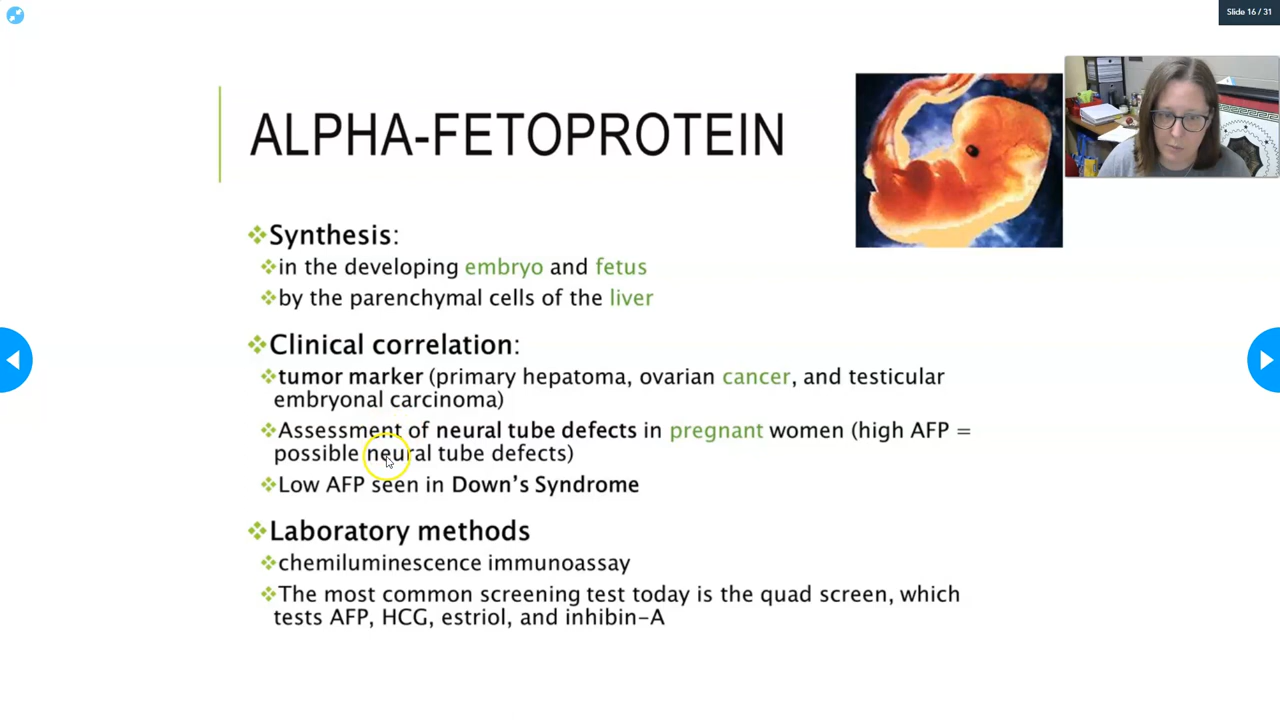 Slide 16 / 31
ALPHA-FETOPROTEIN
Synthesis:
in the developing embryo and fetus
by the parenchymal cells of the liver
Clinical correlation:
tumor marker (primary hepatoma, ovarian cancer, and testicular
embryonal carcinoma)
Assessment of neural tube defects in pregnant women (high AFP =
possible neural tube defects)
Low AFP seen in Down's Syndrome
Laboratory methods
chemiluminescence immunoassay
The most common screening test today is the quad screen, which
tests AFP, HCG, estriol, and inhibin-A